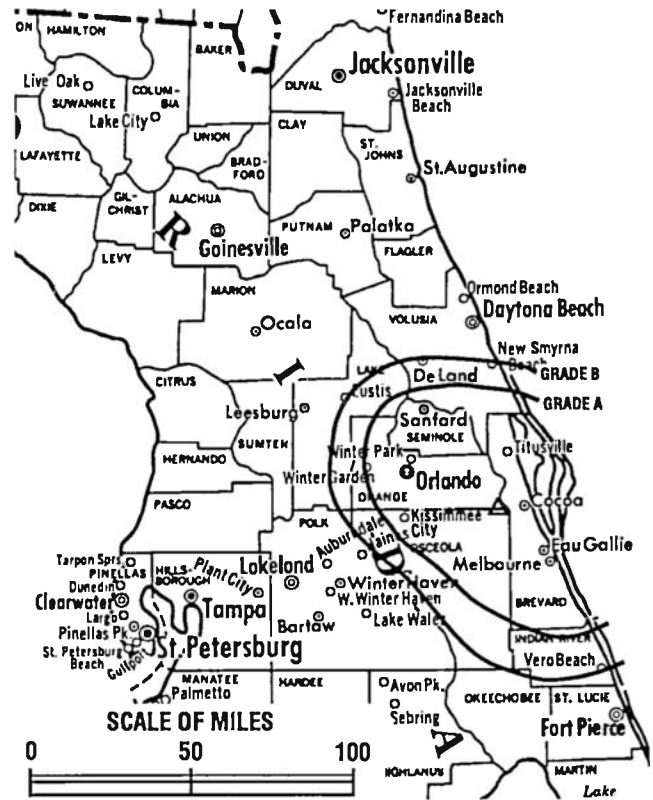 Fernandina Beach
ON
HAMILTON
BAKER
Jacksonville
DUVAL
Live Oak
SUWANNEE
COLUM-
BIA
Jacksonville
Beach
Lake City
CLAY
UNION
ST.
JOHNS
LAFAYETTE
BRAD-
FORD
St. Augustine
GIL-
CHRIST
ALACHUA
DIXIE
R
PUTNAM
Palatka
Goinesville
FLAGLER
LEVY
MARION
Ormond Beach
Daytona Beach
VOLUSIA
Ocala
New Smyrna
Beach
I
LAKE
De Land
GRADE B
CITRUS
Eustis
GRADE A
Leesburg
Sanford
SEMINOLE
SUMTER
Winter Park
Titusville
HERNANDO
Winter Garden
Orlando
ORANGE
PASCO
Cocoa
POLK
Kissimmee
Auburndale
Haines City
OSCEOLA
Eau Gallie
Tarpon Sprs.
PINELLAS
HILLS-
BOROUGH
Plant City
Lakeland
D
Melbourne
Dunedin
Winter Haven
Clearwater
Tampa
W. Winter Haven
BREVARD
Largo
Bartow
Lake Wales
Pinellas Pk.
St. Petersburg
INDIAN RIVER
St. Petersburg
Beach
Gulfport
Vero Beach
MANATEE
HARDEE
Avon Pk.
Palmetto
OKEECHOBEE
ST. LUCIE
Sebring
Fort Pierce
SCALE OF MILES
A
0 50 100
HIGHLANDS
MARTIN
Lake